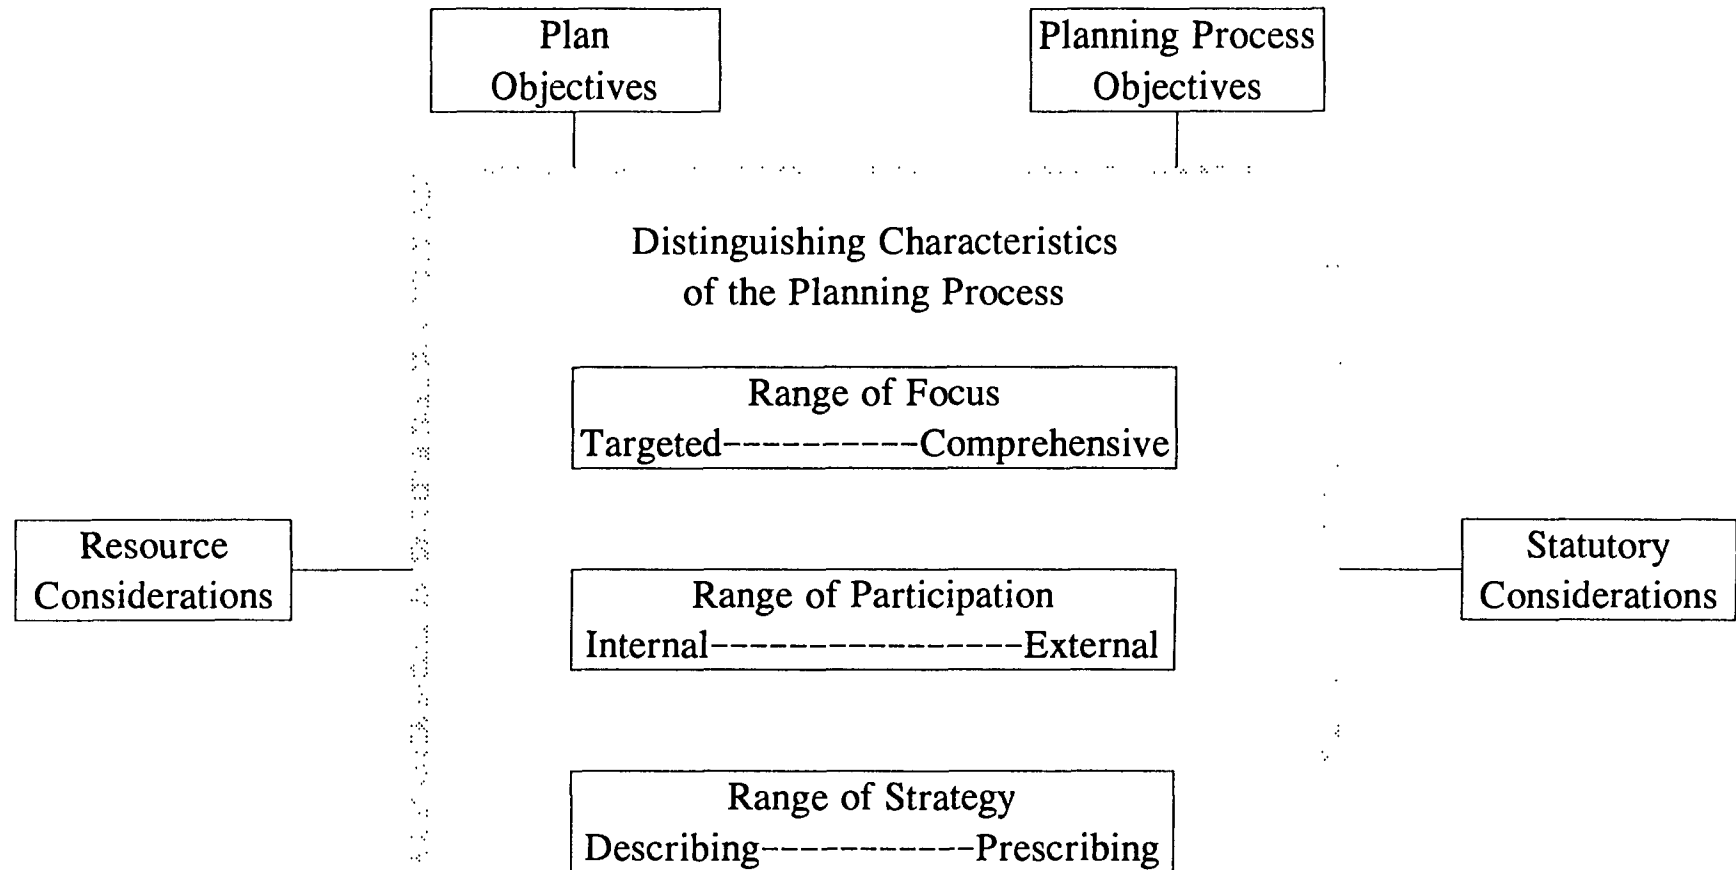 Plan
Objectives
Planning Process
Objectives
Distinguishing Characteristics
of the Planning Process
Range of Focus
Targeted----------Comprehensive
Resource
Considerations
Range of Participation
Internal----------------External
Statutory
Considerations
Range of Strategy
Describing-----------Prescribing